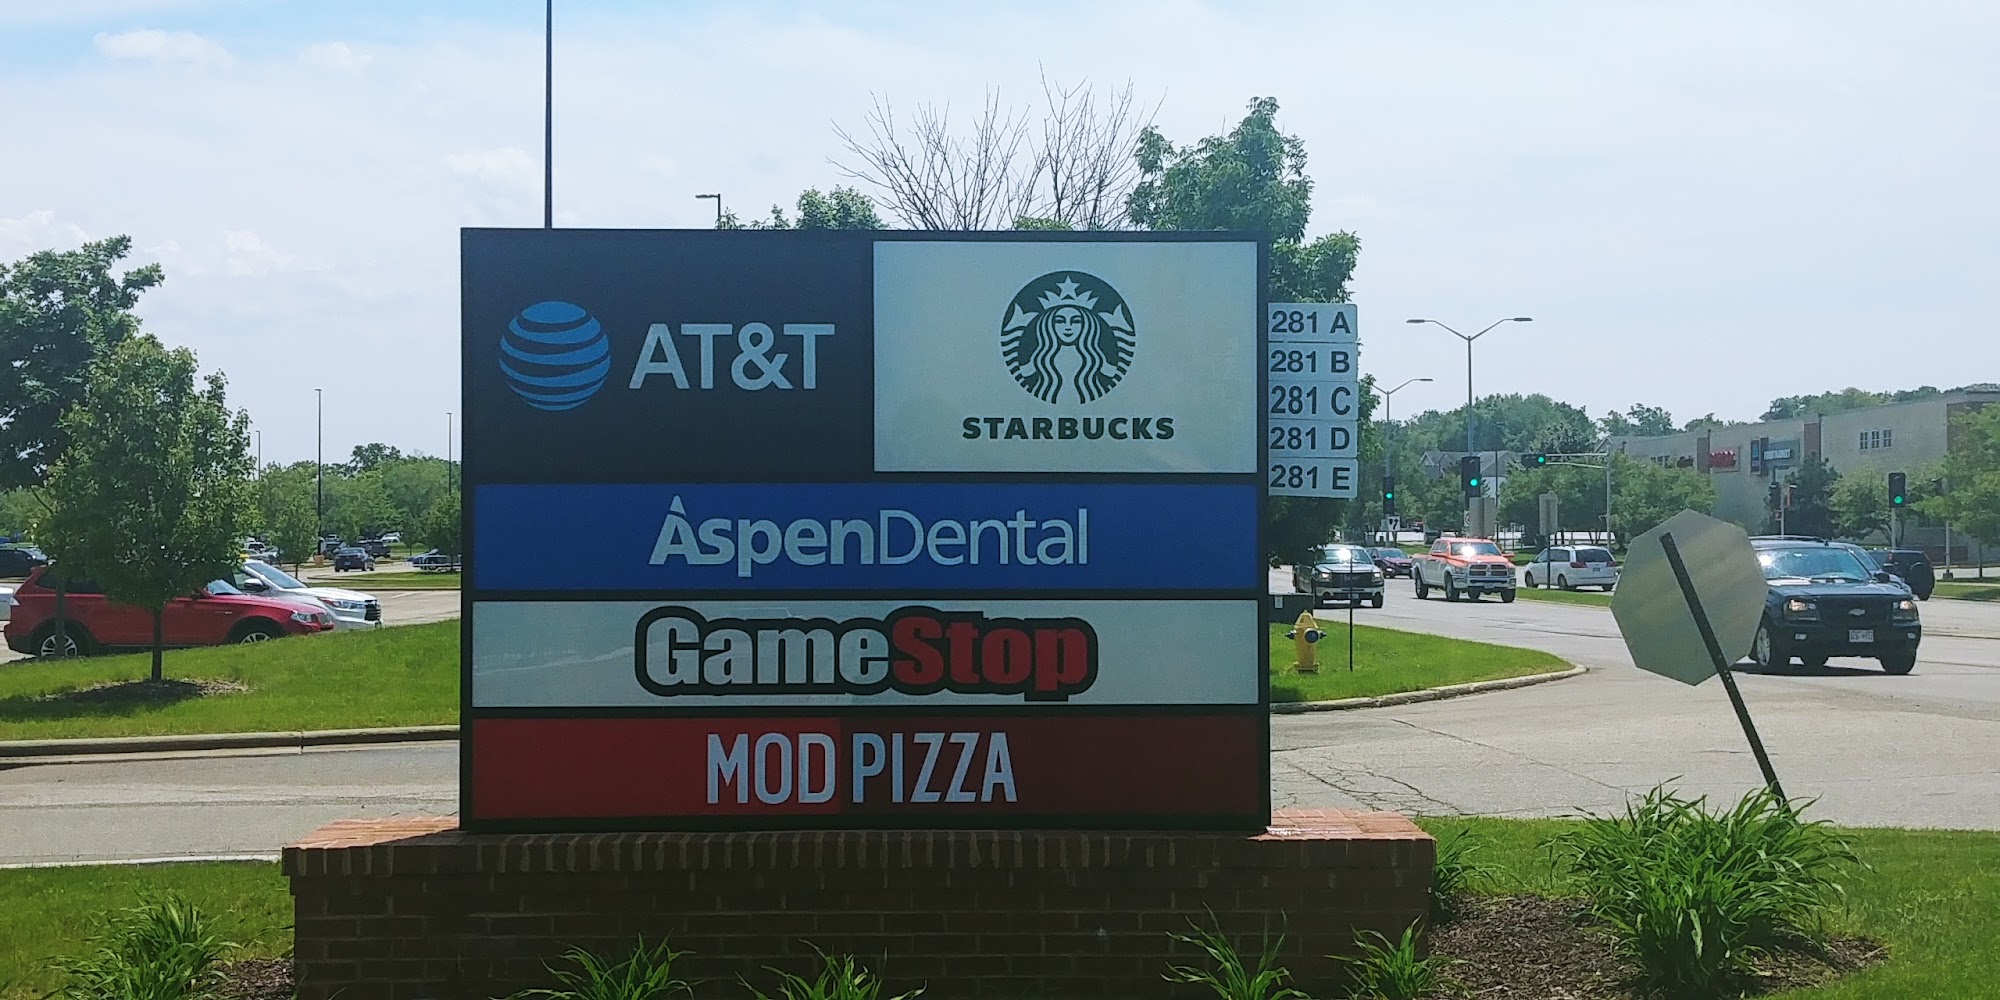 AT&T
STARBUCKS
281 A
281 B
281 C
281 D
281 E
AspenDental
GameStop
MOD PIZZA